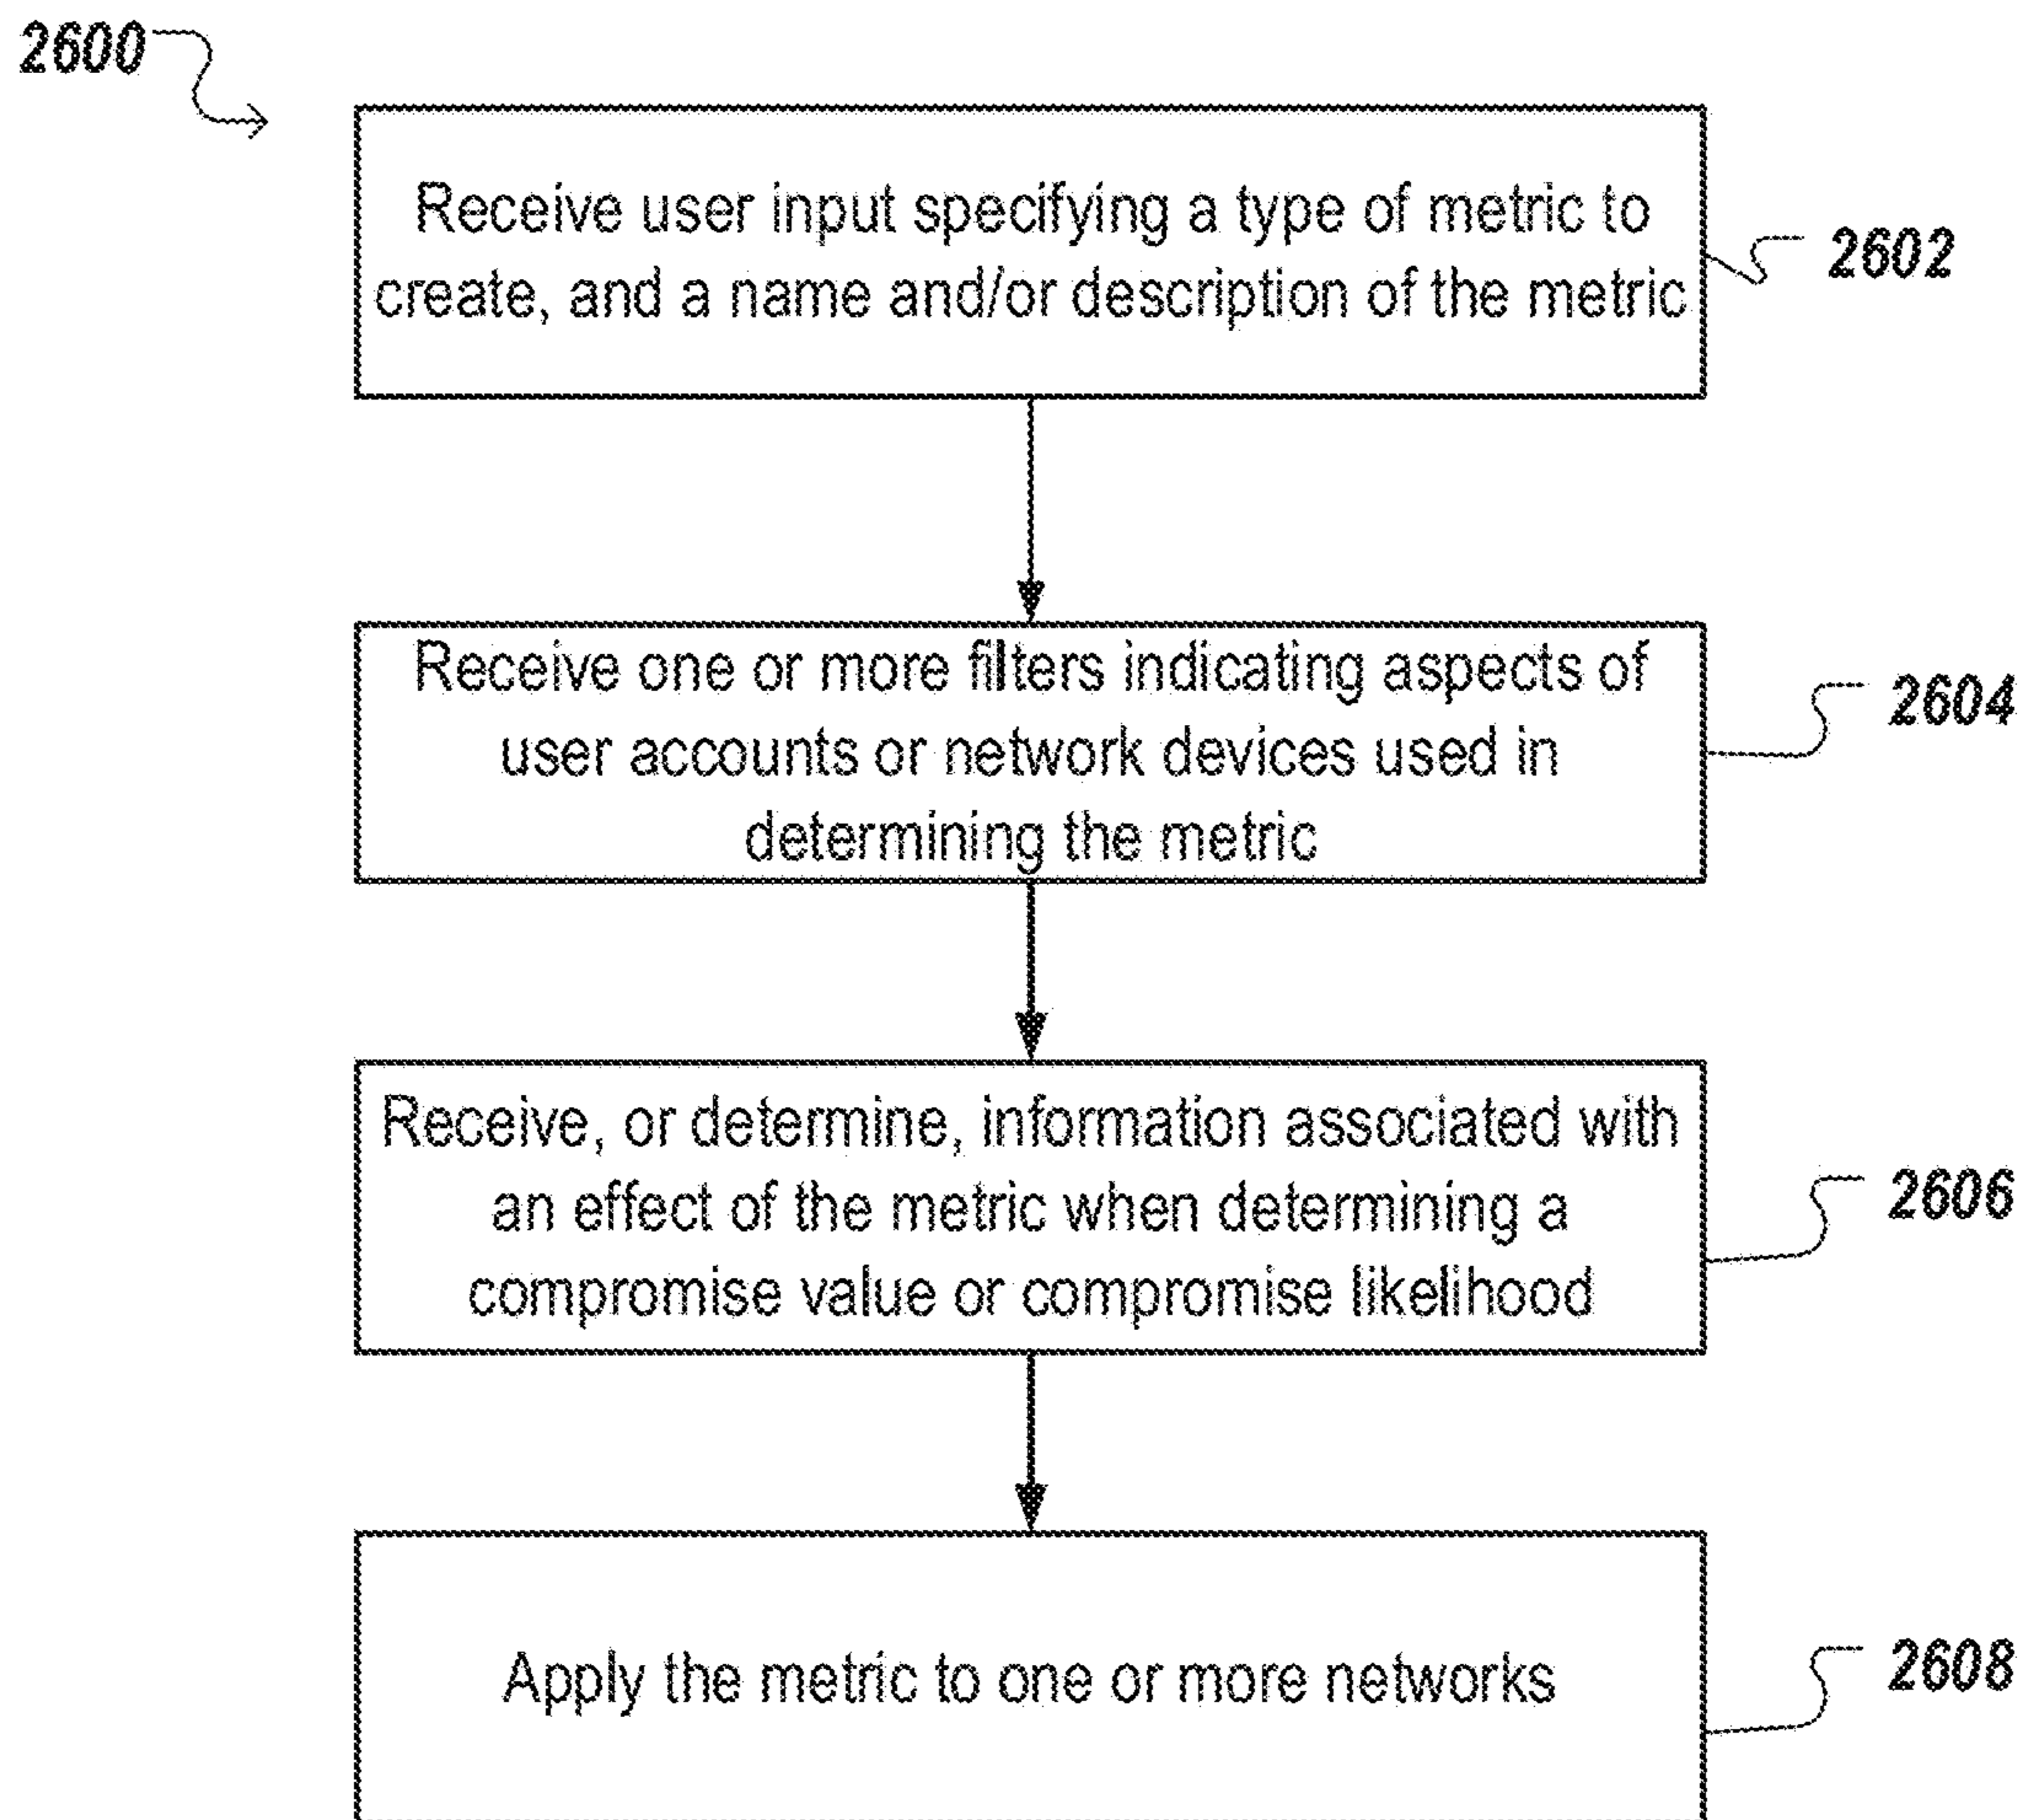 2600
Receive user input specifying a type of metric to
create, and a name and/or description of the metric
2602
Receive one or more filters indicating aspects of
user accounts or network devices used in
determining the metric
2604
Receive, or determine, information associated with
an effect of the metric when determining a
compromise value or compromise likelihood
2606
Apply the metric to one or more networks
2608